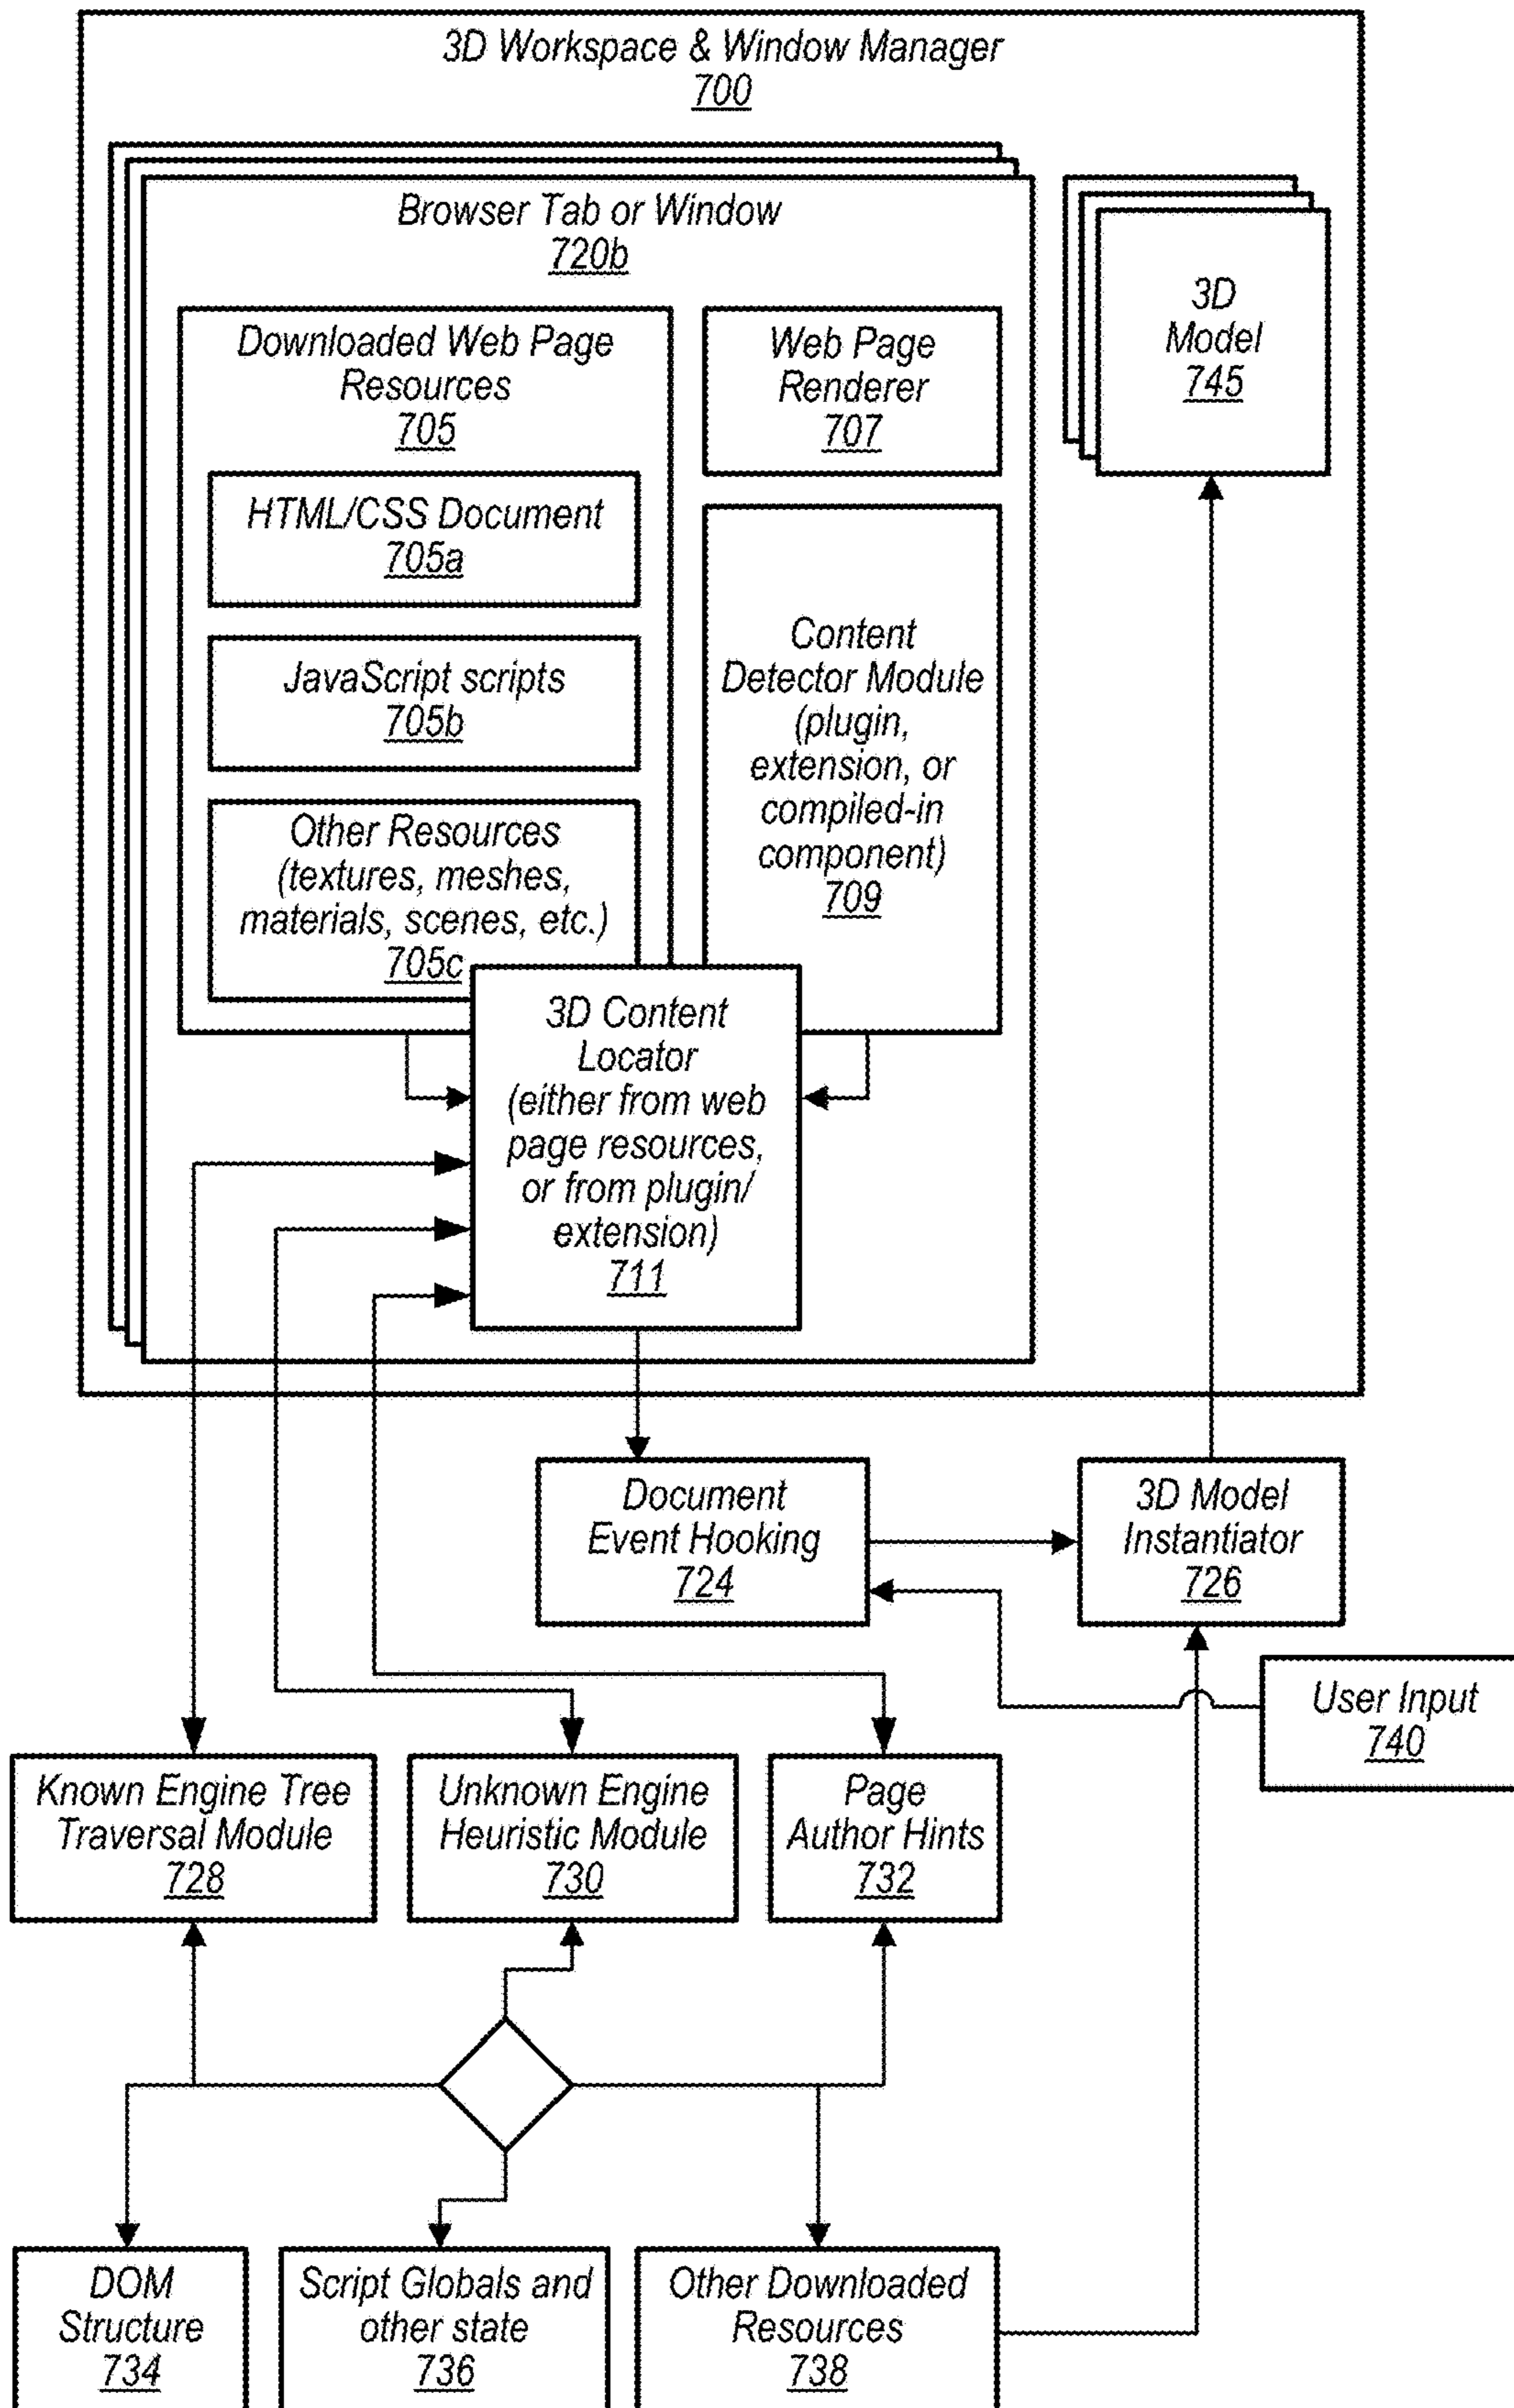 3D Workspace & Window Manager
700
Browser Tab or Window
720b
Downloaded Web Page
Resources
705
HTML/CSS Document
705a
JavaScript scripts
705b
Other Resources
(textures, meshes,
materials, scenes, etc.)
705c
Web Page
Renderer
707
Content
Detector Module
(plugin,
extension, or
compiled-in
component)
709
3D
Model
745
3D Content
Locator
(either from web
page resources,
or from plugin/
extension)
711
Document
Event Hooking
724
3D Model
Instantiator
726
User Input
740
Known Engine Tree
Traversal Module
728
Unknown Engine
Heuristic Module
730
Page
Author Hints
732
DOM
Structure
734
Script Globals and
other state
736
Other Downloaded
Resources
738